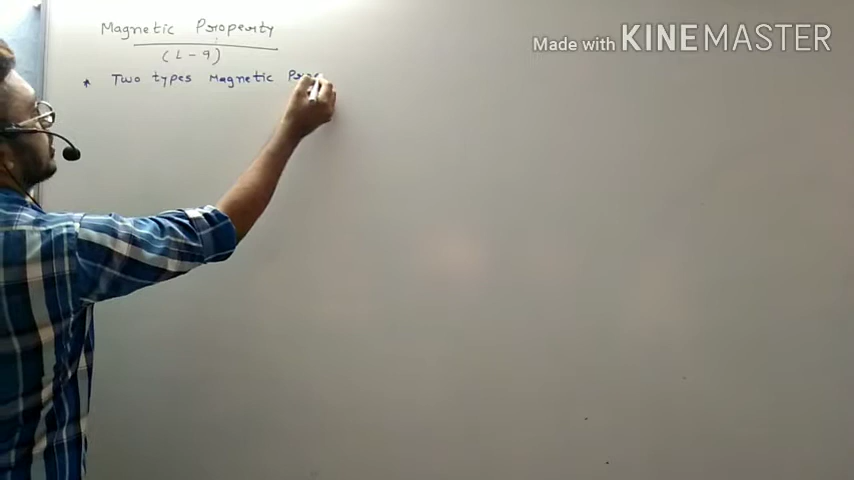 Magnetic Property
(L-9)
* Two types Magnetic
Made with KINEMASTER